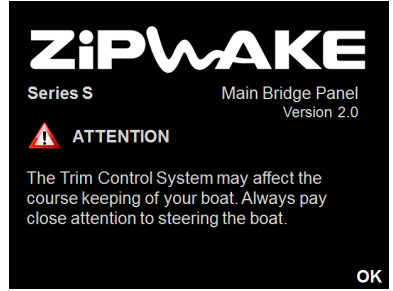 ZiPWAKE
Series S Main Bridge Panel
Version 2.0
ATTENTION
The Trim Control System may affect the
course keeping of your boat. Always pay
close attention to steering the boat.
OK